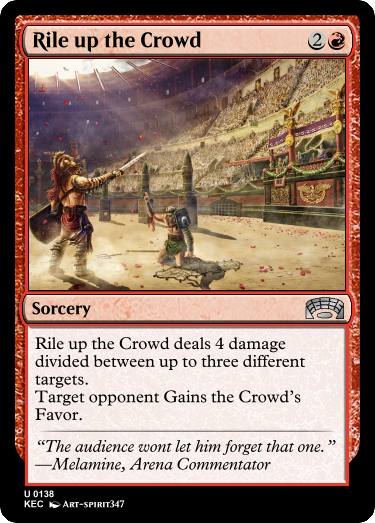 Rile up the Crowd 2
Sorcery
Rile up the Crowd deals 4 damage
divided between up to three different
targets.
Target opponent Gains the Crowd's
Favor.
“The audience wont let him forget that one.”
—Melamine, Arena Commentator
U 0138
KEC Art-spirit347